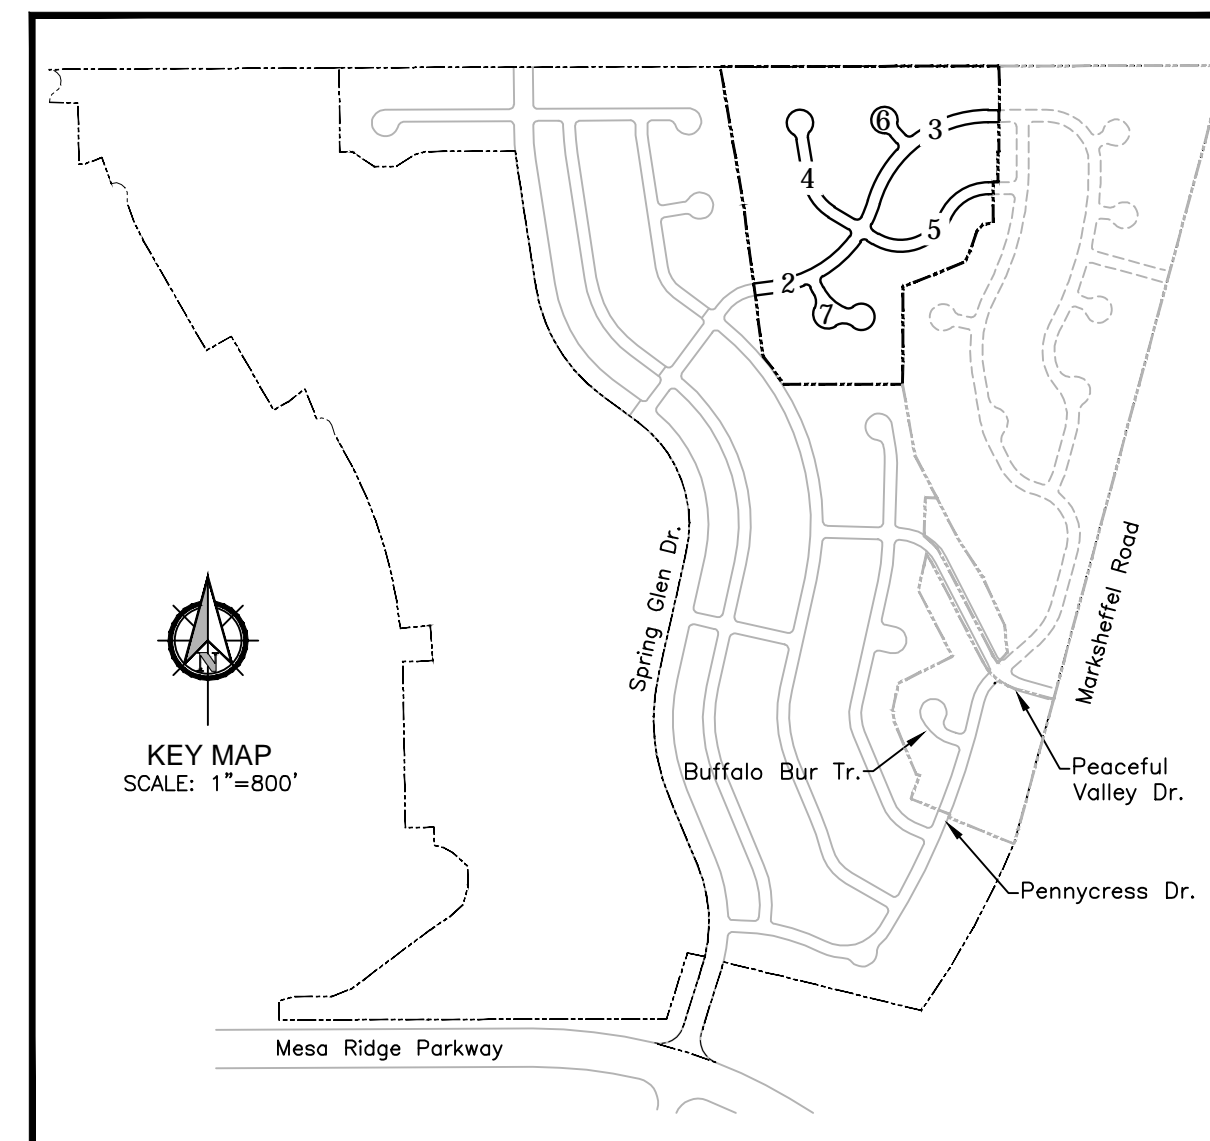 6
3
4
5
2
7
Spring Glen Dr.
Marksheffel Road
N
KEY MAP
SCALE: 1"=800'
Buffalo Bur Tr.
Peaceful
Valley Dr.
Pennycress Dr.
Mesa Ridge Parkway